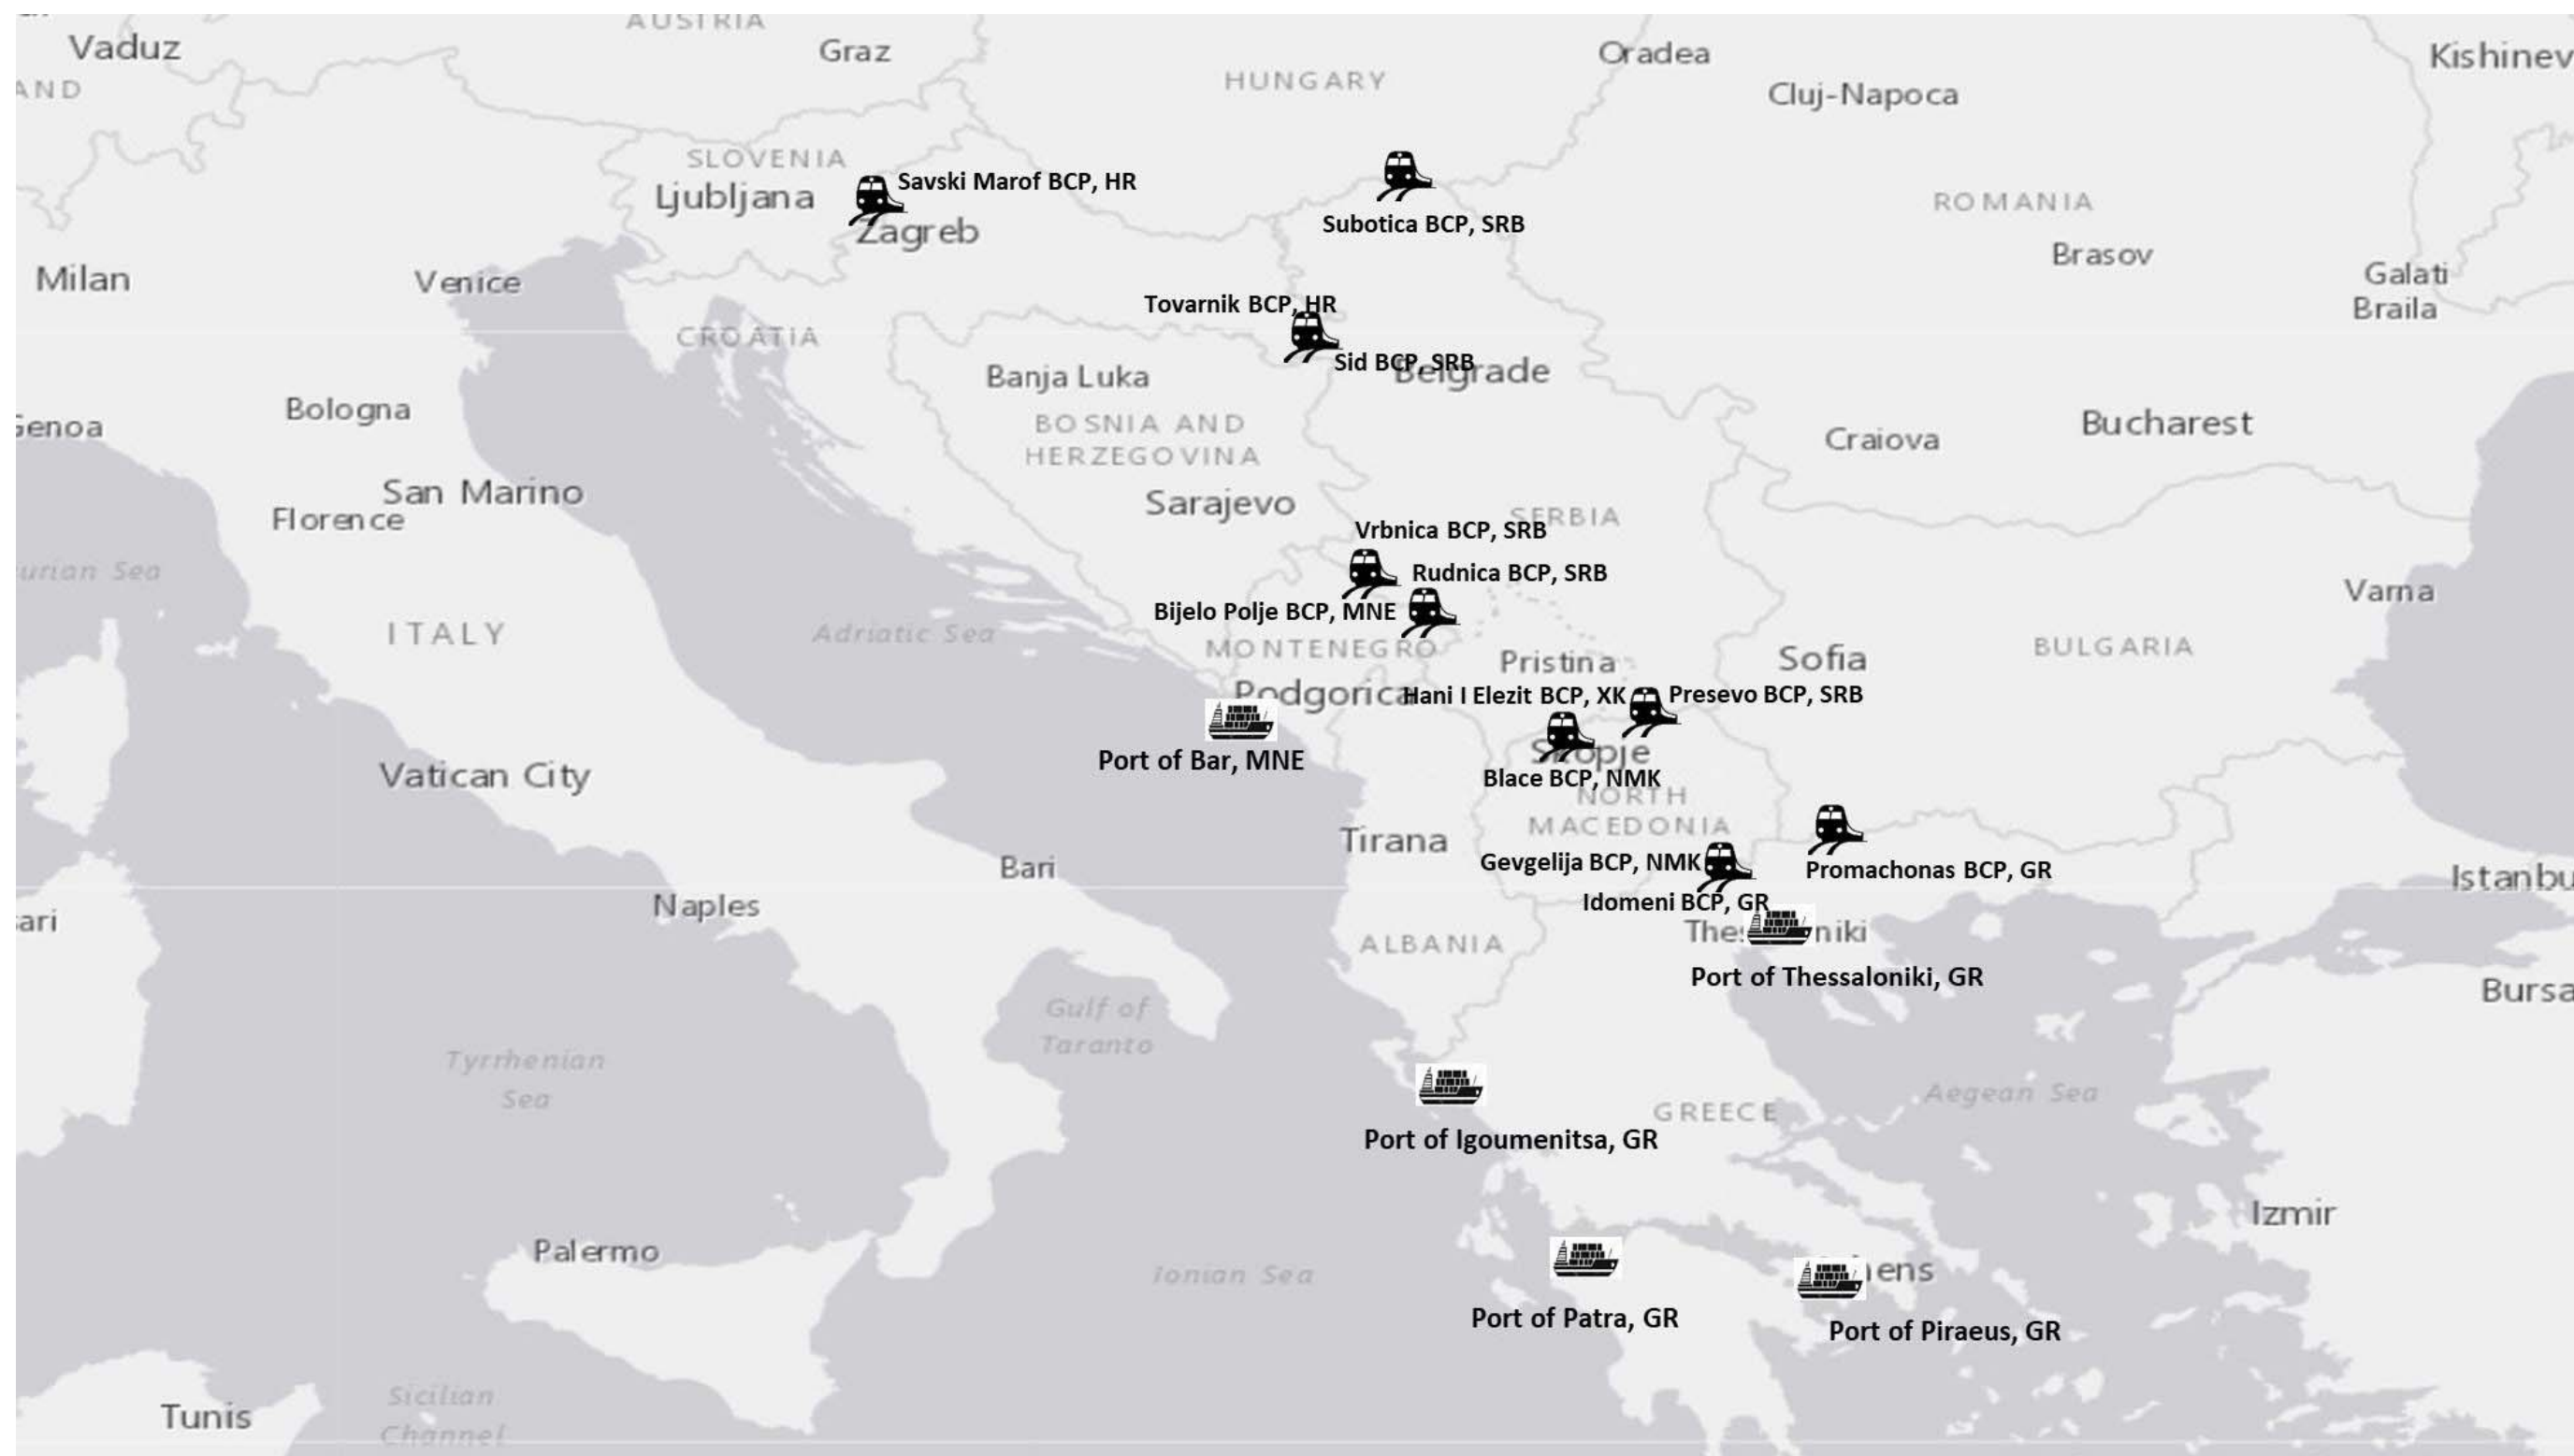 AUSTRIA
Vaduz
Graz
Oradea
Kishinev
AND
HUNGARY
Cluj-Napoca
SLOVENIA
Ljubljana
Savski Marof BCP, HR
Zagreb
Subotica BCP, SRB
ROMANIA
Brasov
Milan
Venice
Galati
Braila
Tovarnik BCP, HR
CROATIA
Sid BCP, SRB
Belgrade
Banja Luka
Bologna
Genoa
BOSNIA AND
HERZEGOVINA
Craiova
Bucharest
San Marino
Florence
Sarajevo
SERBIA
Vrbnica BCP, SRB
Rudnica BCP, SRB
urian Sea
Varna
Bijelo Polje BCP, MNE
ITALY
Adriatic Sea
MONTENEGRO
Pristina
Sofia
BULGARIA
Podgorica
Hani I Elezit BCP, XK
Presevo BCP, SRB
Port of Bar, MNE
Skopje
Vatican City
Blace BCP, NMK
NORTH
MACEDONIA
Tirana
Gevgelija BCP, NMK
Promachonas BCP, GR
Bari
Istanbu
Naples
Idomeni BCP, GR
ari
Thes niki
ALBANIA
Port of Thessaloniki, GR
Bursa
Gulf of
Taranto
Tyrrhenian
Sea
Aegean Sea
GREECE
Port of Igoumenitsa, GR
Izmir
Palermo
Ionian Sea
hens
Port of Patra, GR
Port of Piraeus, GR
Sicilian
Channel
Tunis